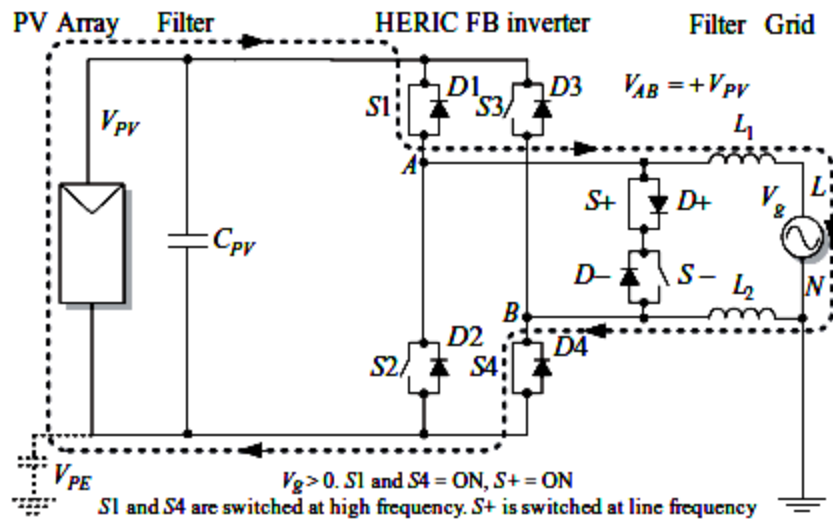 PV Array Filter HERIC FB inverter Filter Grid
D1 D3 V_AB = + V_PV
S1 S3
V_PV L_1
A
S+ D+ V_g L
C_PV
D− S− N
B L_2
D2 D4
S2 S4
V_PE
V_g > 0. S1 and S4 = ON, S+ = ON
S1 and S4 are switched at high frequency. S+ is switched at line frequency